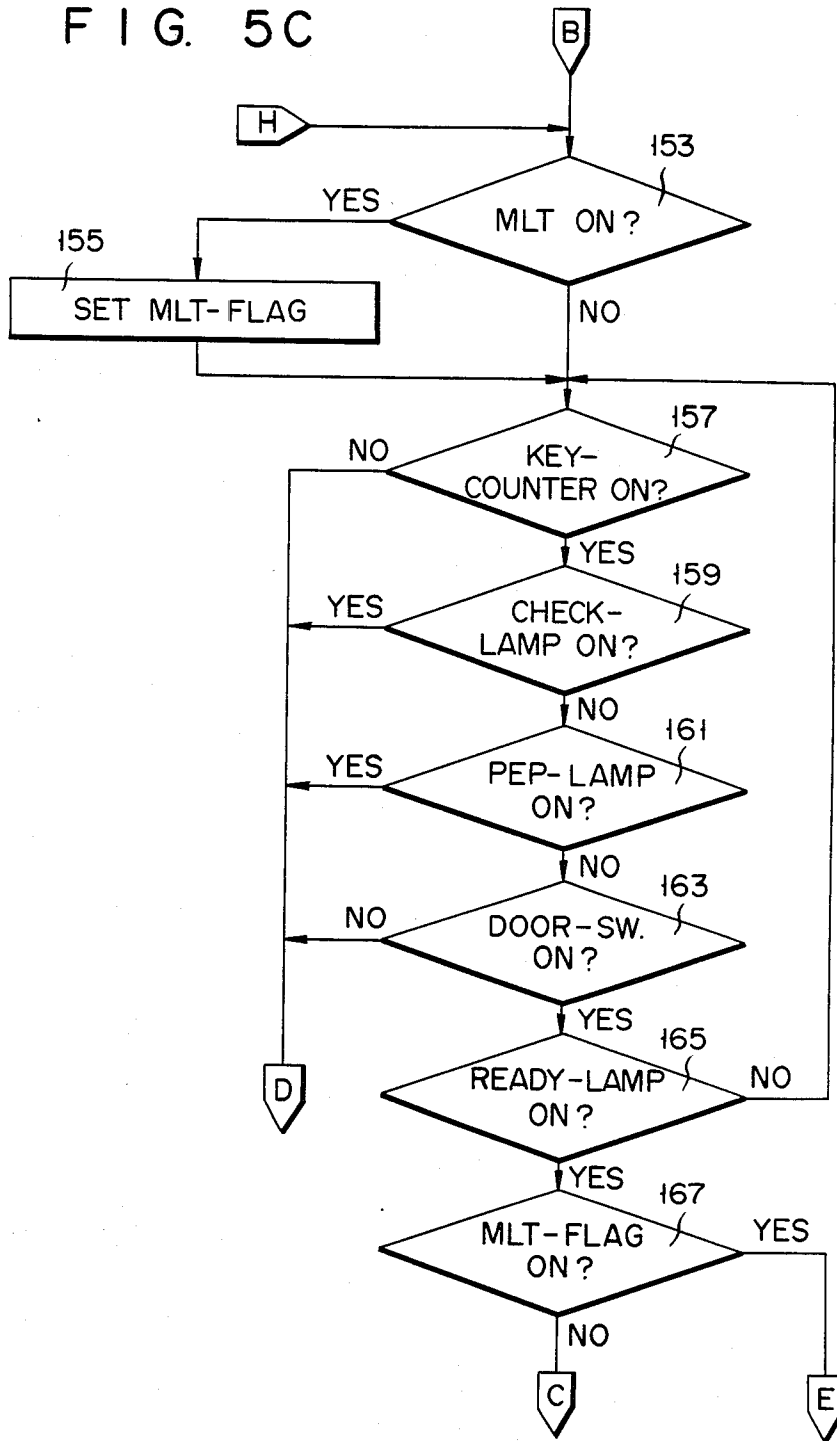 FIG. 5C
B
H
153
YES
MLT ON?
155
SET MLT-FLAG
NO
157
NO
KEY-
COUNTER ON?
YES
159
YES
CHECK-
LAMP ON?
NO
161
YES
PEP-LAMP
ON?
NO
163
NO
DOOR-SW.
ON?
YES
165
READY-LAMP
ON?
NO
D
YES
167
MLT-FLAG
ON?
YES
NO
C
E